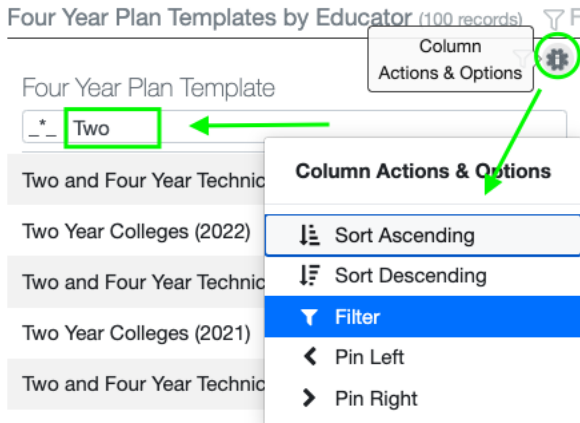 Four Year Plan Templates by Educator (100 records) F
Column
Actions & Options
Four Year Plan Template
_*_ Two
Column Actions & Options
Two and Four Year Technic
Sort Ascending
Two Year Colleges (2022)
Sort Descending
Two and Four Year Technic
Filter
Two Year Colleges (2021)
Pin Left
Two and Four Year Technic
Pin Right